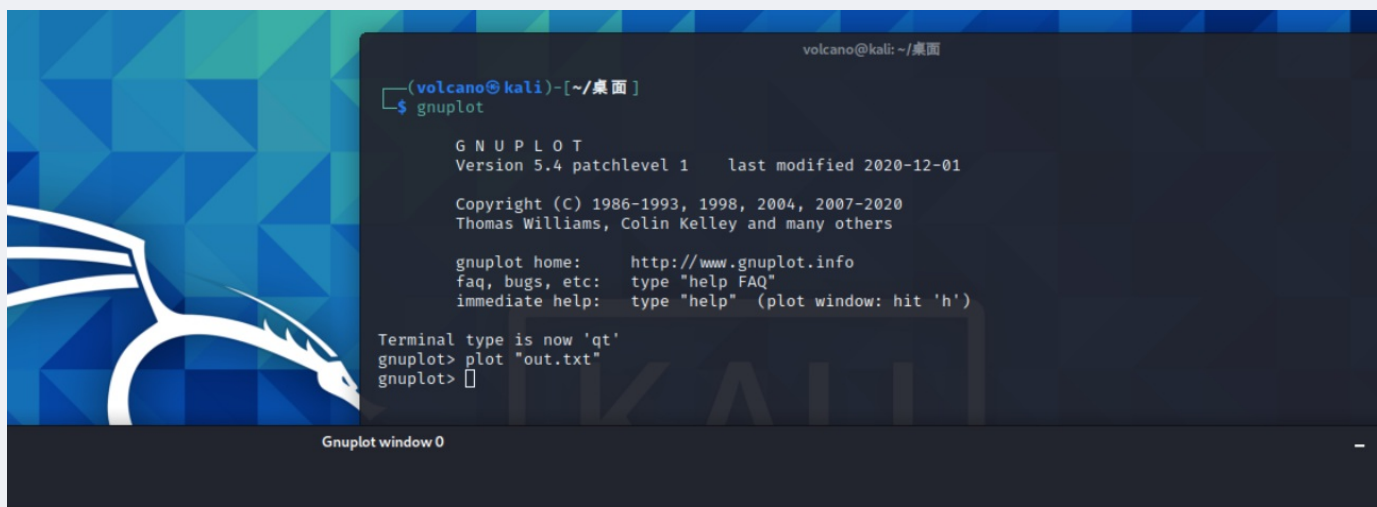 volcano@kali: ~/桌面
(volcano㉿kali)-[~/桌面]
$ gnuplot
G N U P L O T
Version 5.4 patchlevel 1    last modified 2020-12-01
Copyright (C) 1986-1993, 1998, 2004, 2007-2020
Thomas Williams, Colin Kelley and many others
gnuplot home:     http://www.gnuplot.info
faq, bugs, etc:   type "help FAQ"
immediate help:   type "help"  (plot window: hit 'h')
Terminal type is now 'qt'
gnuplot> plot "out.txt"
gnuplot>
KALI
Gnuplot window 0